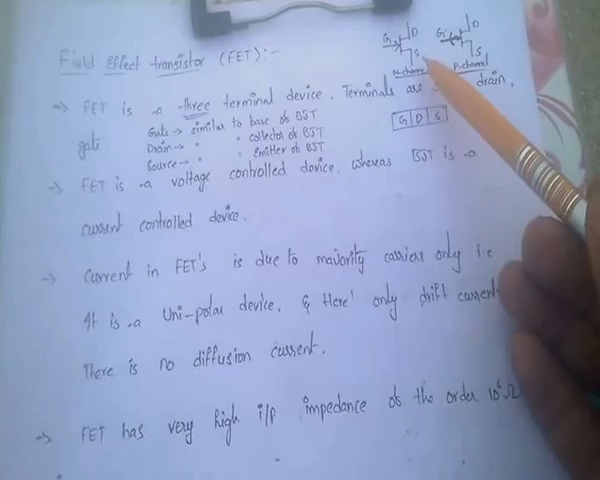 Field Effect transistor (FET):-
G D S
n-channel
G D S
p-channel
→ FET is a three terminal device. Terminals are drain,
gate.
Gate → similar to base of BJT
Drain → " " collector of BJT
Source → " " Emitter of BJT
G D S
→ FET is a voltage controlled device, whereas BJT is a
current controlled device.
→ Current in FET's is due to majority carriers only i.e
It is a Uni-polar device. & Here only drift current
There is no diffusion current.
→ FET has very high i/p impedance of the order 10⁶Ω